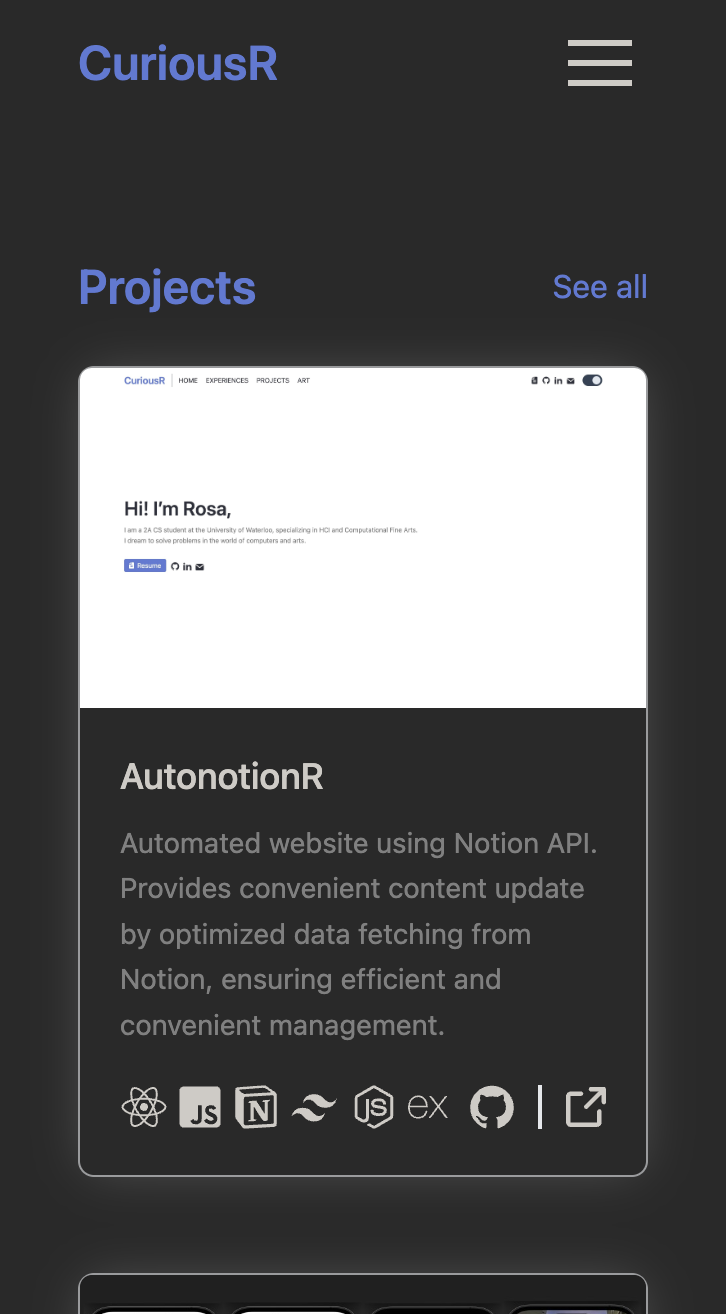 CuriousR
Projects
See all
CuriousR HOME EXPERIENCES PROJECTS ART
Hi! I'm Rosa,
I am a 2A CS student at the University of Waterloo, specializing in HCI and Computational Fine Arts.
I dream to solve problems in the world of computers and arts.
Resume
in
AutonotionR
Automated website using Notion API.
Provides convenient content update
by optimized data fetching from
Notion, ensuring efficient and
convenient management.
JS N JS ex